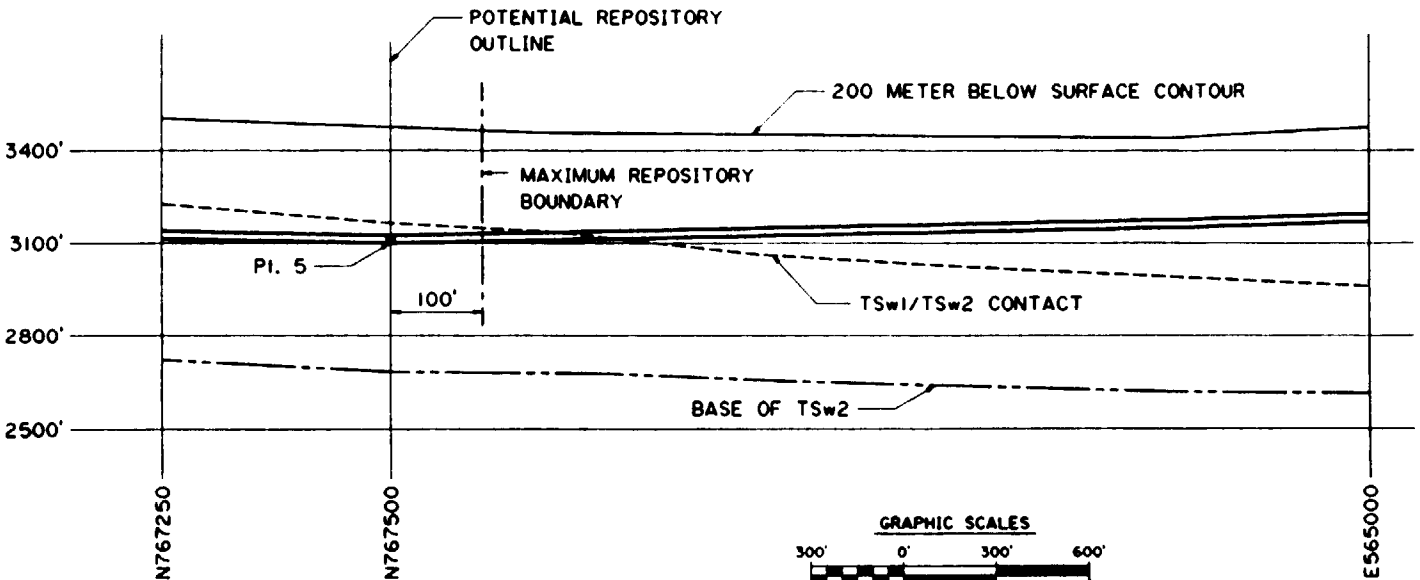 POTENTIAL REPOSITORY
OUTLINE
200 METER BELOW SURFACE CONTOUR
3400'
MAXIMUM REPOSITORY
BOUNDARY
3100'
Pt. 5
100'
TSw1/TSw2 CONTACT
2800'
BASE OF TSw2
2500'
N767250
N767500
E565000
GRAPHIC SCALES
300' 0' 300' 600'